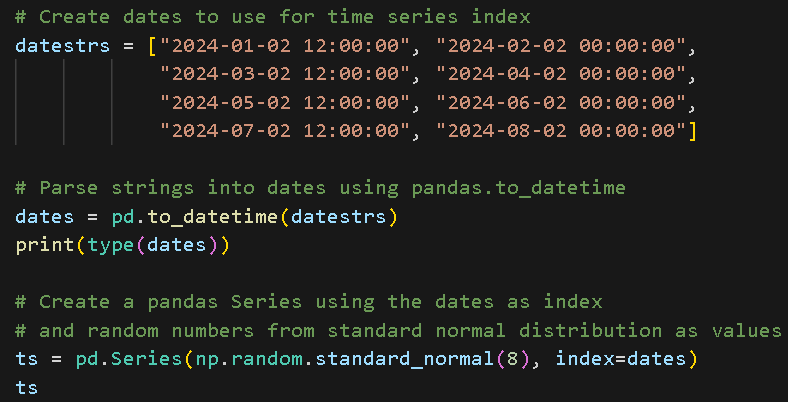 # Create dates to use for time series index
datestrs = ["2024-01-02 12:00:00", "2024-02-02 00:00:00",
"2024-03-02 12:00:00", "2024-04-02 00:00:00",
"2024-05-02 12:00:00", "2024-06-02 00:00:00",
"2024-07-02 12:00:00", "2024-08-02 00:00:00"]
# Parse strings into dates using pandas.to_datetime
dates = pd.to_datetime(datestrs)
print(type(dates))
# Create a pandas Series using the dates as index
# and random numbers from standard normal distribution as values
ts = pd.Series(np.random.standard_normal(8), index=dates)
ts